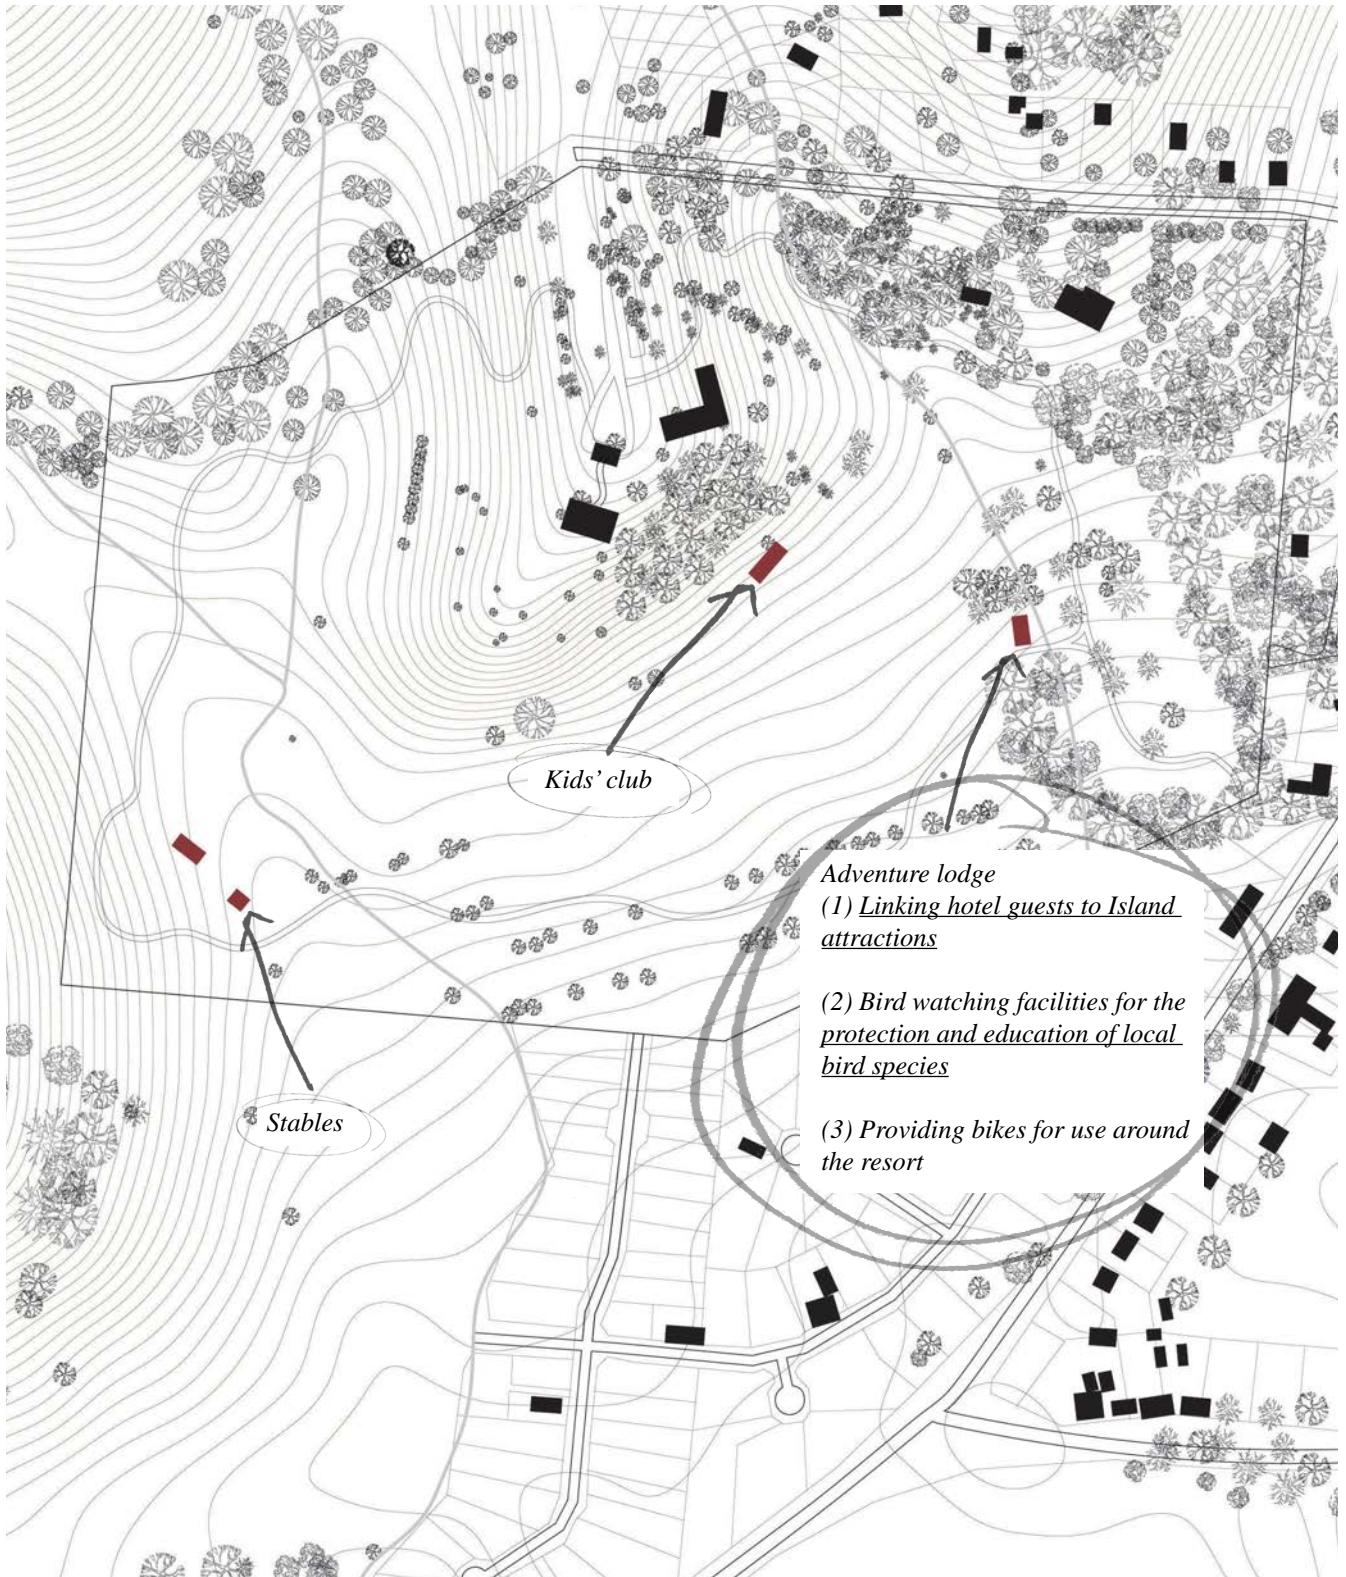 Kids' club
Adventure lodge
(1) Linking hotel guests to Island
attractions
(2) Bird watching facilities for the
protection and education of local
bird species
(3) Providing bikes for use around
the resort
Stables